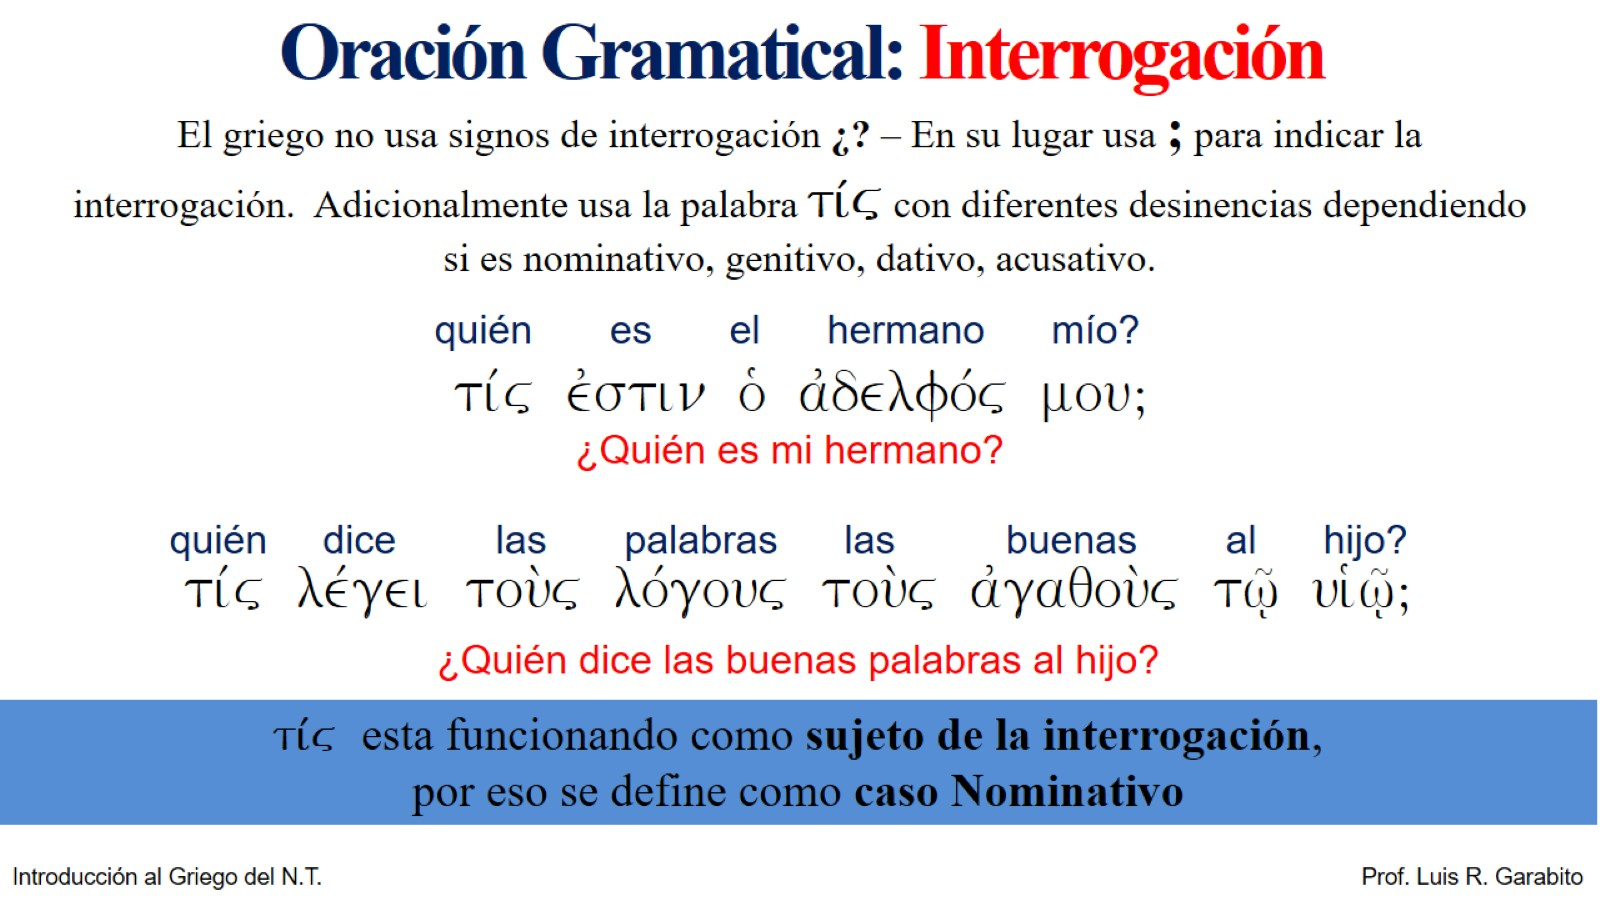 Oración Gramatical: Interrogación
El griego no usa signos de interrogación ¿? – En su lugar usa ; para indicar la
interrogación. Adicionalmente usa la palabra τίς con diferentes desinencias dependiendo
si es nominativo, genitivo, dativo, acusativo.
quién es el hermano mío?
τίς ἐστιν ὁ ἀδελφός μου;
¿Quién es mi hermano?
quién dice las palabras las buenas al hijo?
τίς λέγει τοὺς λόγους τοὺς ἀγαθοὺς τῷ υἱῷ;
¿Quién dice las buenas palabras al hijo?
τίς esta funcionando como sujeto de la interrogación,
por eso se define como caso Nominativo
Introducción al Griego del N.T.
Prof. Luis R. Garabito